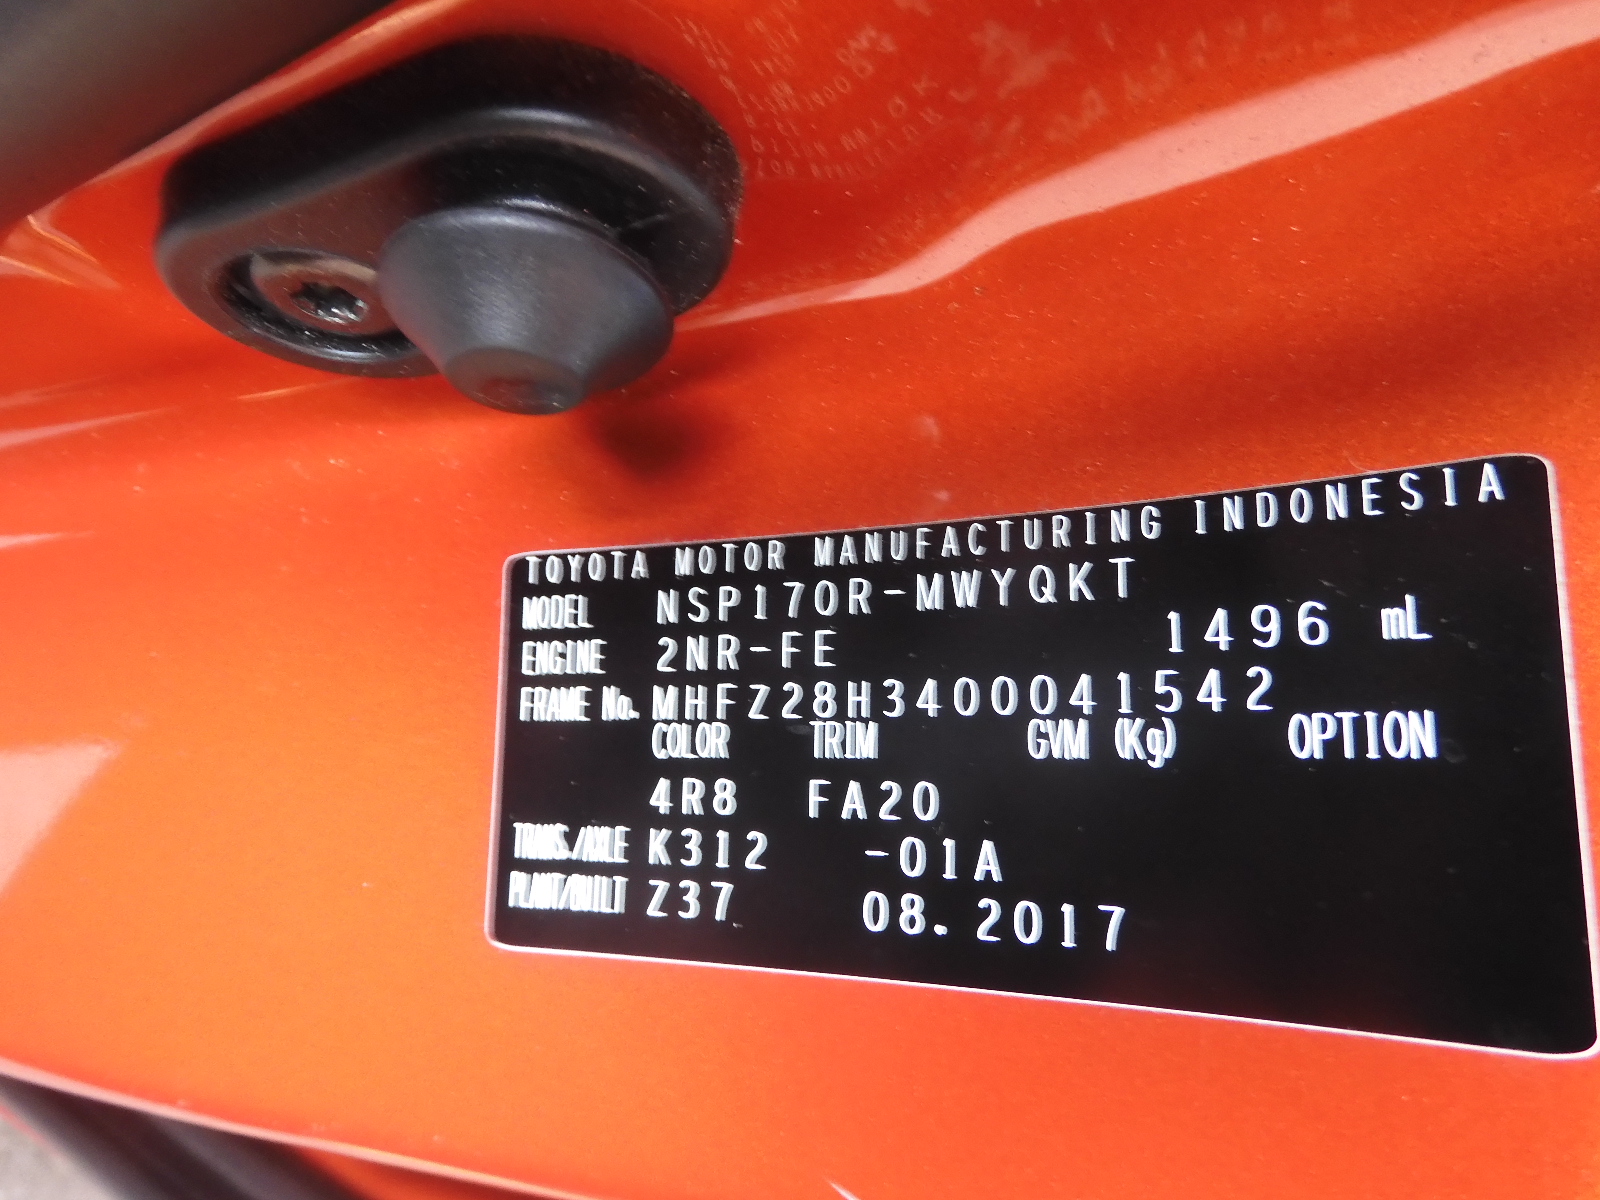 TOYOTA MOTOR MANUFACTURING INDONESIA
MODEL NSP170R-MWYQKT
ENGINE 2NR-FE 1496 mL
FRAME No. MHFZ28H3400041542
COLOR TRIM GVM (Kg) OPTION
4R8 FA20
TRANS./AXLE K312 -01A
PLANT/BUILT Z37 08.2017